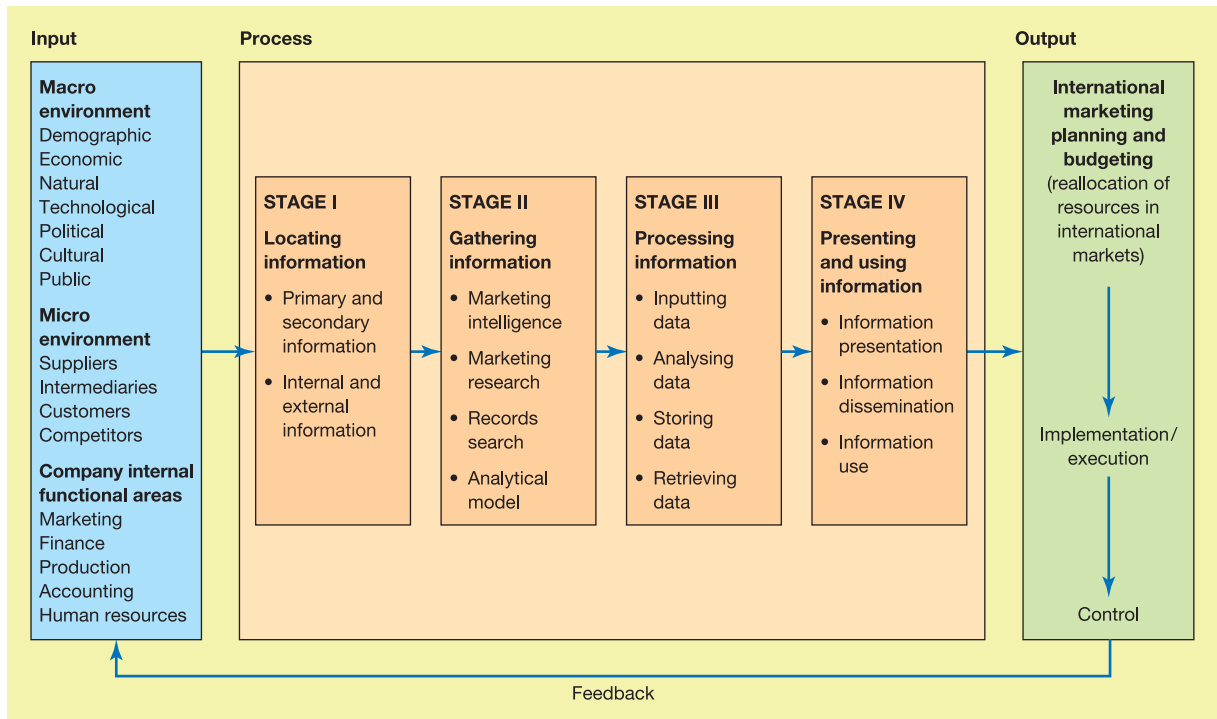 Input
Macro
environment
Demographic
Economic
Natural
Technological
Political
Cultural
Public
Micro
environment
Suppliers
Intermediaries
Customers
Competitors
Company internal
functional areas
Marketing
Finance
Production
Accounting
Human resources
Process
STAGE I
Locating
information
• Primary and
secondary
information
• Internal and
external
information
STAGE II
Gathering
information
• Marketing
intelligence
• Marketing
research
• Records
search
• Analytical
model
STAGE III
Processing
information
• Inputting
data
• Analysing
data
• Storing
data
• Retrieving
data
STAGE IV
Presenting
and using
information
• Information
presentation
• Information
dissemination
• Information
use
Output
International
marketing
planning and
budgeting
(reallocation of
resources in
international
markets)
Implementation/
execution
Control
Feedback